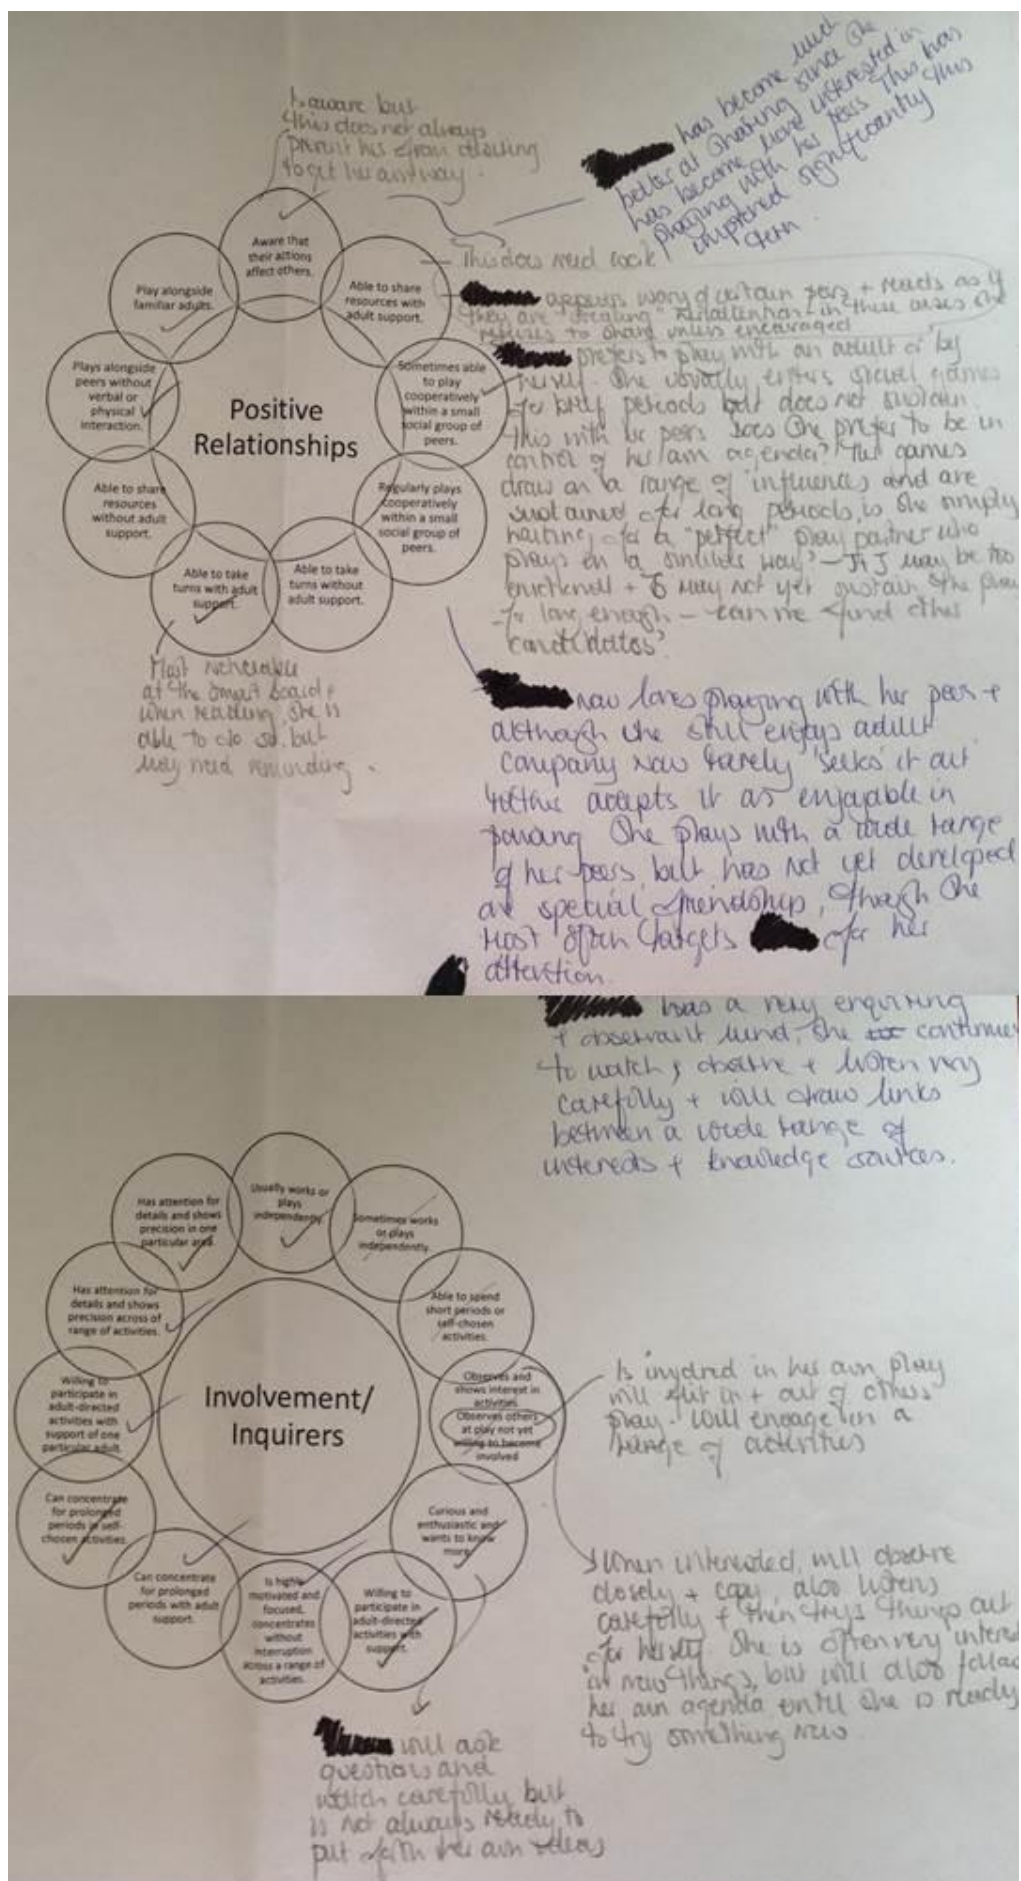 Is aware but
this does not always
prevent her from attacking
to get her own way.
has become much
better at sharing since she
has become more interested in
playing with her peers This has
improved significantly this
term
Aware that
their actions
affect others.
Play alongside
familiar adults.
Able to share
resources with
adult support.
This does need work
appears wary of certain peers + reacts as if
they are "stealing" attention in these cases she
refuses to share unless encouraged
Plays alongside
peers without
verbal or
physical
interaction.
Sometimes able
to play
cooperatively
within a small
social group of
peers.
Positive
Relationships
Able to share
resources
without adult
support.
Regularly plays
cooperatively
within a small
social group of
peers.
Able to take
turns with adult
support.
Able to take
turns without
adult support.
prefers to play with an adult or by
herself. She usually enters social games
for brief periods but does not sustain
this with her peers Does she prefer to be in
control of her own agenda? Her games
draw on a range of influences and are
sustained for long periods, is she simply
waiting for a "perfect" play partner who
plays in a similar way? - J+J may be too
+ E may not yet sustain the play
for long enough - can we find other
candidates?
Most
at the smart board +
when reading, she is
able to do so but
may need reminding.
now loves playing with her peers +
although she still enjoys adult
company now rarely 'seeks' it out
accepts it as enjoyable in
passing She plays with a wide range
of her peers but has not yet developed
a special friendship, though she
most often targets for her
attention.
has a very enquiring
+ observant mind, she continues
to watch, observe + listen very
carefully + will draw links
between a wide range of
interests + knowledge sources.
Has attention for
details and shows
precision in one
particular area.
Usually works or
plays
independently.
Sometimes works
or plays
independently.
Has attention for
details and shows
precision across of
range of activities.
Able to spend
short periods or
self-chosen
activities.
Willing to
participate in
adult-directed
activities with
support of one
particular adult.
Involvement/
Inquirers
Observes and
shows interest in
activities
Observes others
at play not yet
willing to become
involved
Is involved in her own play
will flit in + out of others'
play. Will engage in a
range of activities
Can concentrate
for prolonged
periods in self-
chosen activities.
Curious and
enthusiastic and
wants to know
more.
Can concentrate
for prolonged
periods with adult
support.
Is highly
motivated and
focused,
concentrates
without
interruption
across a range of
activities.
Willing to
participate in
adult-directed
activities with
support.
When interested, will observe
closely + copy, also listens
carefully + then trys things out
for herself. She is often very interes
in new things, but will also follow
her own agenda until she is ready
to try something new.
will ask
questions and
watch carefully but
is not always ready to
put forth her own ideas